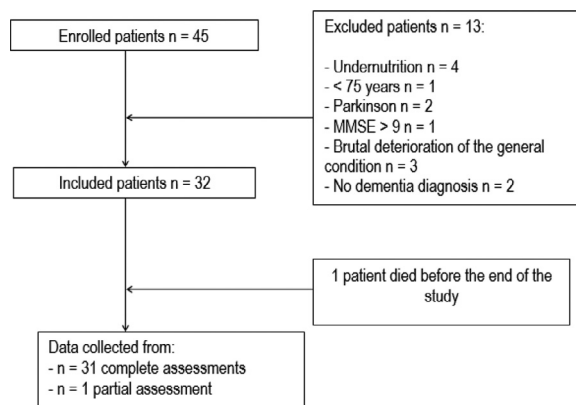 Enrolled patients n = 45
Excluded patients n = 13:
- Undernutrition n = 4
- < 75 years n = 1
- Parkinson n = 2
- MMSE > 9 n = 1
- Brutal deterioration of the general
condition n = 3
- No dementia diagnosis n = 2
Included patients n = 32
1 patient died before the end of the
study
Data collected from:
- n = 31 complete assessments
- n = 1 partial assessment